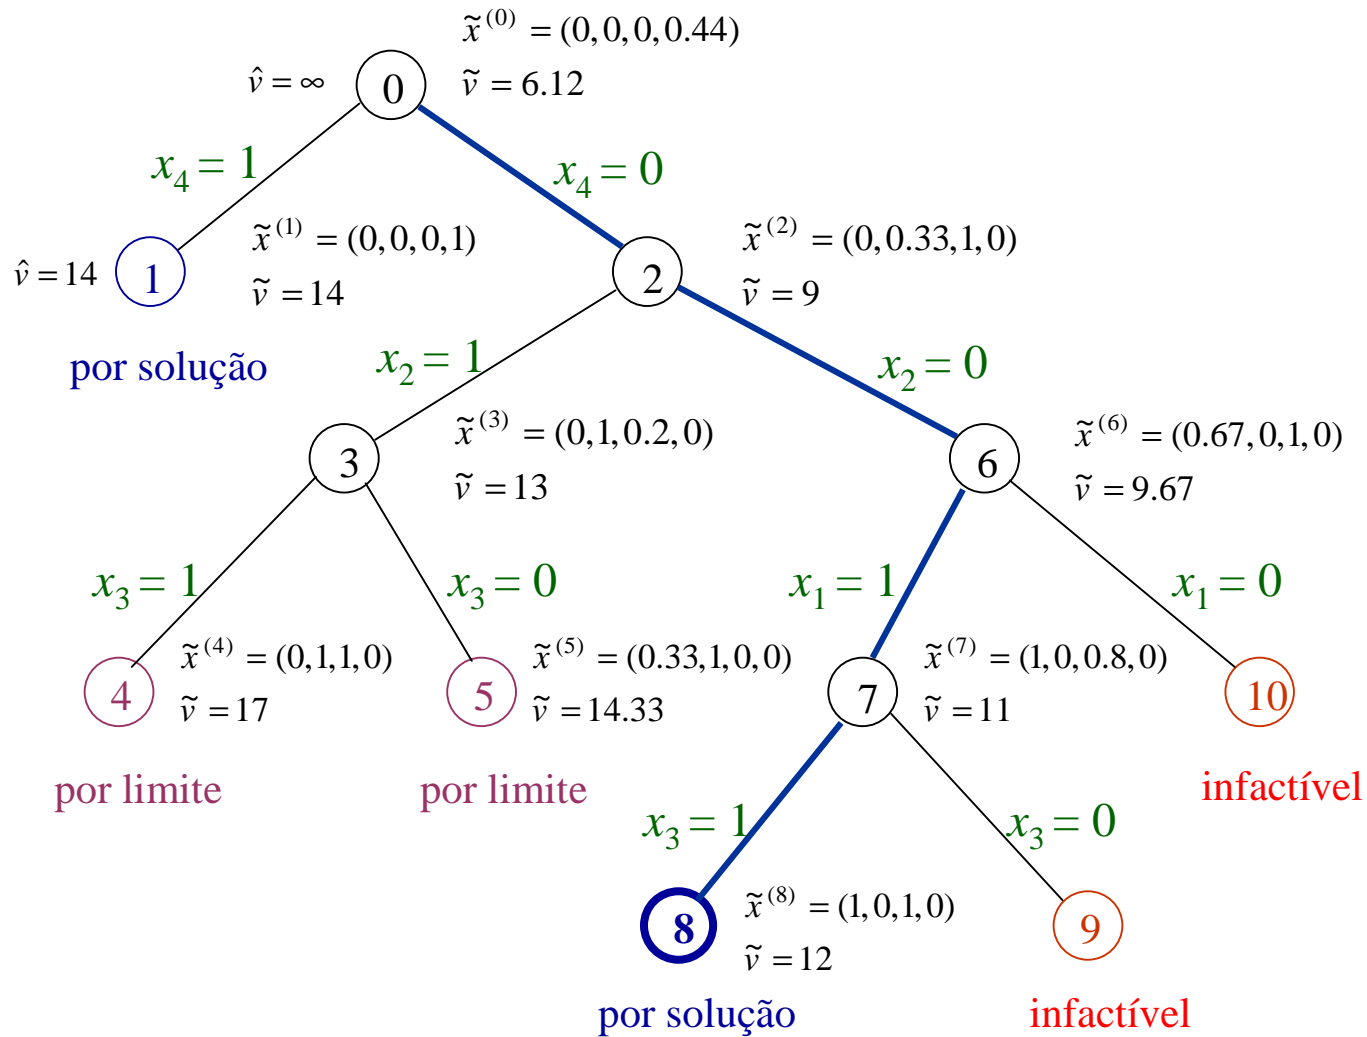 x̃⁽⁰⁾ = (0,0,0,0.44)
v̂ = ∞
0
ṽ = 6.12
x₄ = 1
x₄ = 0
x̃⁽¹⁾ = (0,0,0,1)
x̃⁽²⁾ = (0,0.33,1,0)
v̂ = 14
1
ṽ = 14
2
ṽ = 9
por solução
x₂ = 1
x₂ = 0
x̃⁽³⁾ = (0,1,0.2,0)
x̃⁽⁶⁾ = (0.67,0,1,0)
3
ṽ = 13
6
ṽ = 9.67
x₃ = 1
x₃ = 0
x₁ = 1
x₁ = 0
x̃⁽⁴⁾ = (0,1,1,0)
x̃⁽⁵⁾ = (0.33,1,0,0)
x̃⁽⁷⁾ = (1,0,0.8,0)
4
ṽ = 17
5
ṽ = 14.33
7
ṽ = 11
10
por limite
por limite
infactível
x₃ = 1
x₃ = 0
x̃⁽⁸⁾ = (1,0,1,0)
8
ṽ = 12
9
por solução
infactível